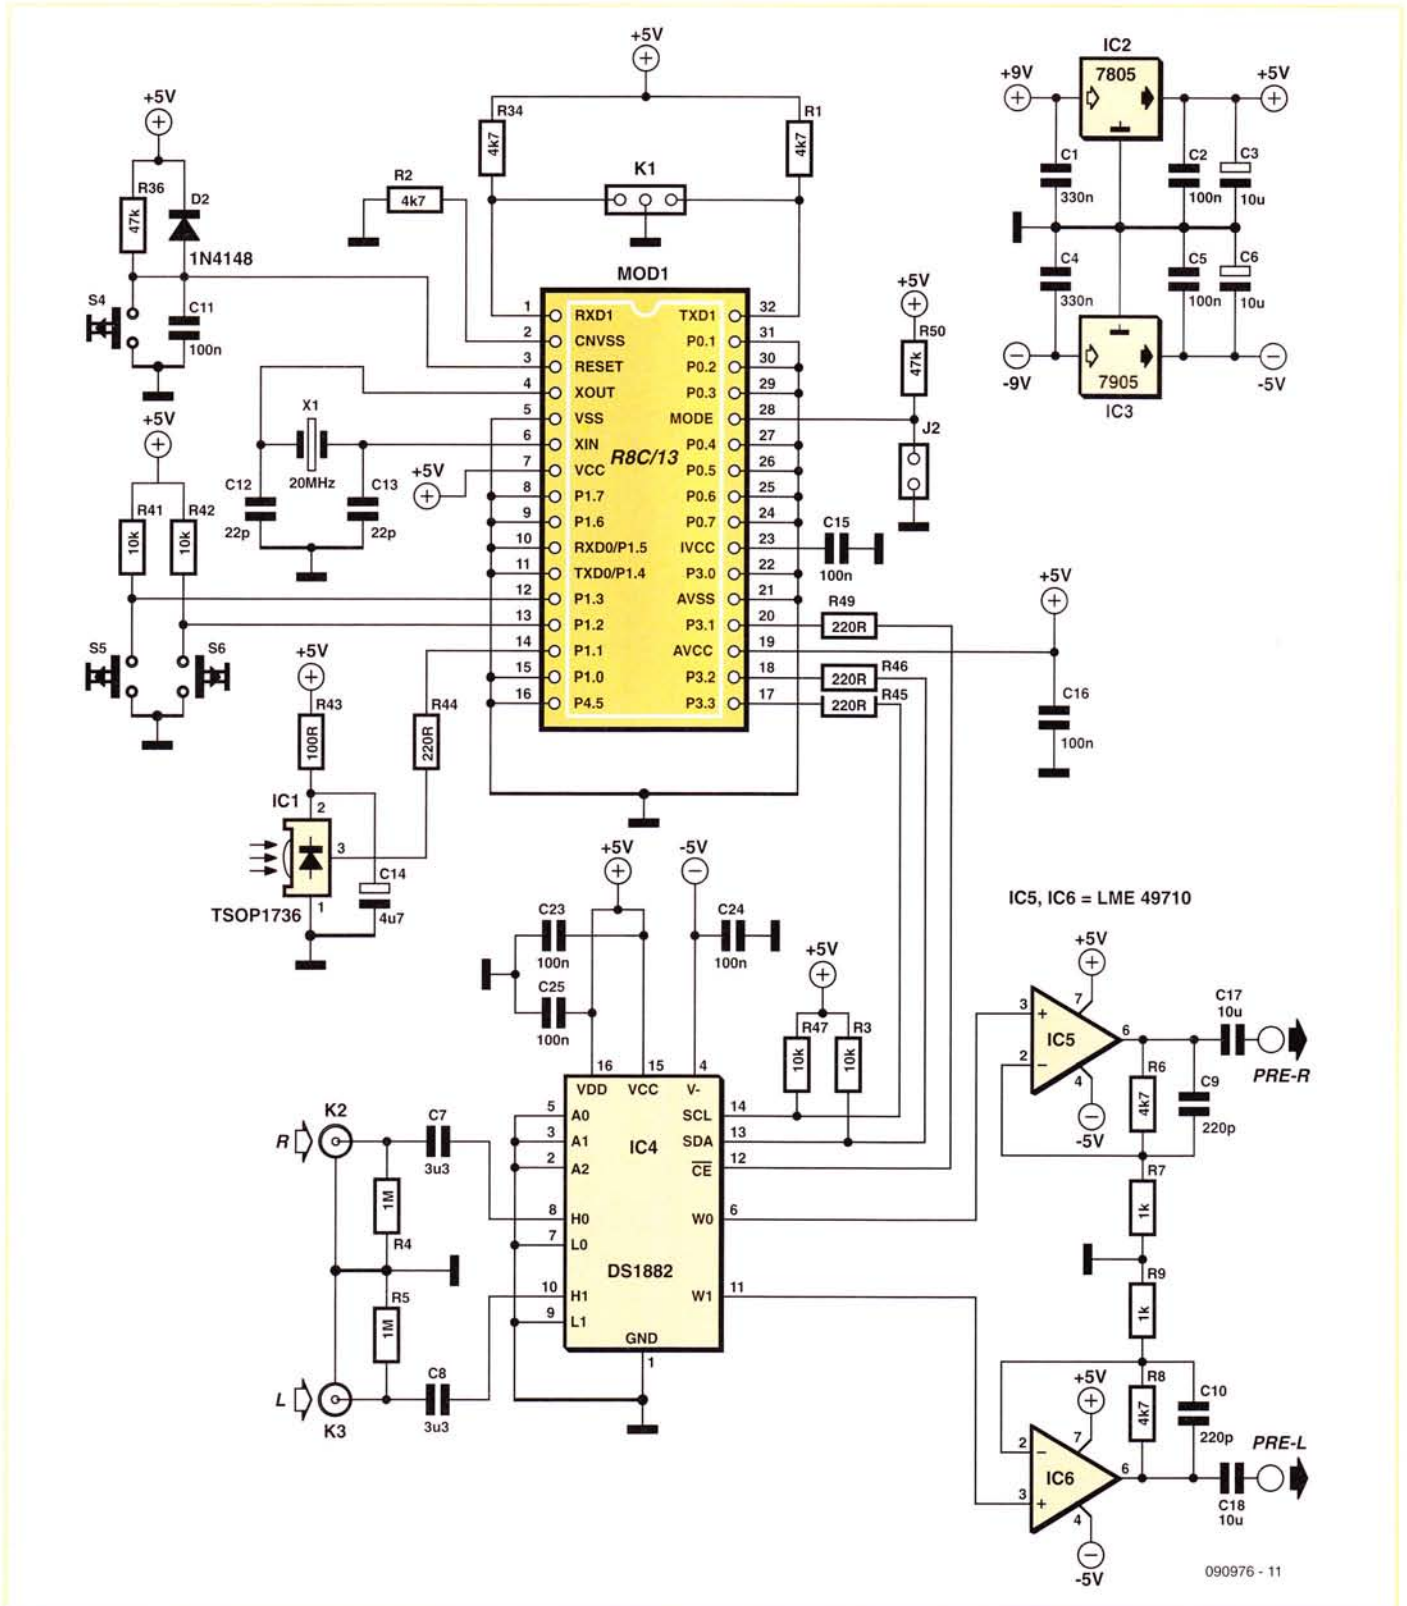 +5V
R34
4k7
R1
4k7
K1
R2
4k7
+5V
R36
47k
D2
1N4148
S4
C11
100n
IC2
+9V
7805
+5V
C1
330n
C2
100n
C3
10u
C4
330n
C5
100n
C6
10u
-9V
7905
-5V
IC3
MOD1
R8C/13
1 RXD1
2 CNVSS
3 RESET
4 XOUT
5 VSS
6 XIN
7 VCC
8 P1.7
9 P1.6
10 RXD0/P1.5
11 TXD0/P1.4
12 P1.3
13 P1.2
14 P1.1
15 P1.0
16 P4.5
TXD1 32
P0.1 31
P0.2 30
P0.3 29
MODE 28
P0.4 27
P0.5 26
P0.6 25
P0.7 24
IVCC 23
P3.0 22
AVSS 21
P3.1 20
AVCC 19
P3.2 18
P3.3 17
+5V
R50
47k
J2
X1
20MHz
C12
22p
C13
22p
+5V
+5V
R41
10k
R42
10k
S5
S6
C15
100n
R49
220R
R46
220R
R45
220R
+5V
C16
100n
+5V
R43
100R
R44
220R
IC1
2
3
1
TSOP1736
C14
4u7
+5V
-5V
C23
100n
C24
100n
C25
100n
+5V
R47
10k
R3
10k
16
15
4
VDD
VCC
V-
IC4
DS1882
5 A0
3 A1
2 A2
8 H0
7 L0
10 H1
9 L1
SCL 14
SDA 13
CE 12
W0 6
W1 11
GND
1
K2
R
C7
3u3
1M
R4
R5
1M
L
K3
C8
3u3
IC5, IC6 = LME 49710
+5V
3
+
7
IC5
2
–
4
6
-5V
R6
4k7
C9
220p
C17
10u
PRE-R
R7
1k
R9
1k
R8
4k7
C10
220p
+5V
2
–
7
IC6
3
+
4
6
-5V
C18
10u
PRE-L
090976 - 11